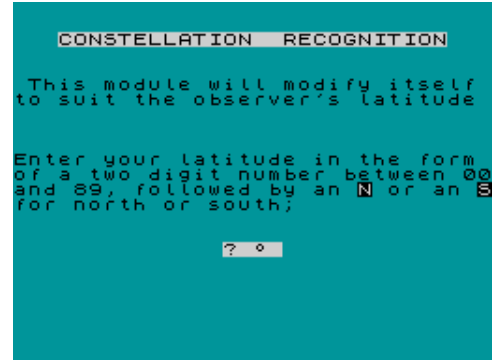 CONSTELLATION RECOGNITION
This module will modify itself
to suit the observer's latitude
Enter your latitude in the form
of a two digit number between 00
and 89, followed by an N or an S
for north or south;
? °